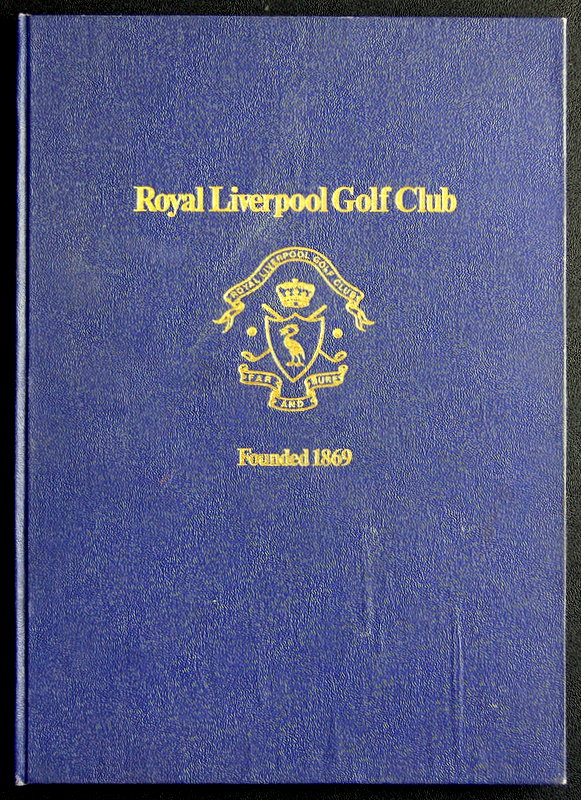 Royal Liverpool Golf Club
ROYAL LIVERPOOL GOLF CLUB
FAR AND SURE
Founded 1869